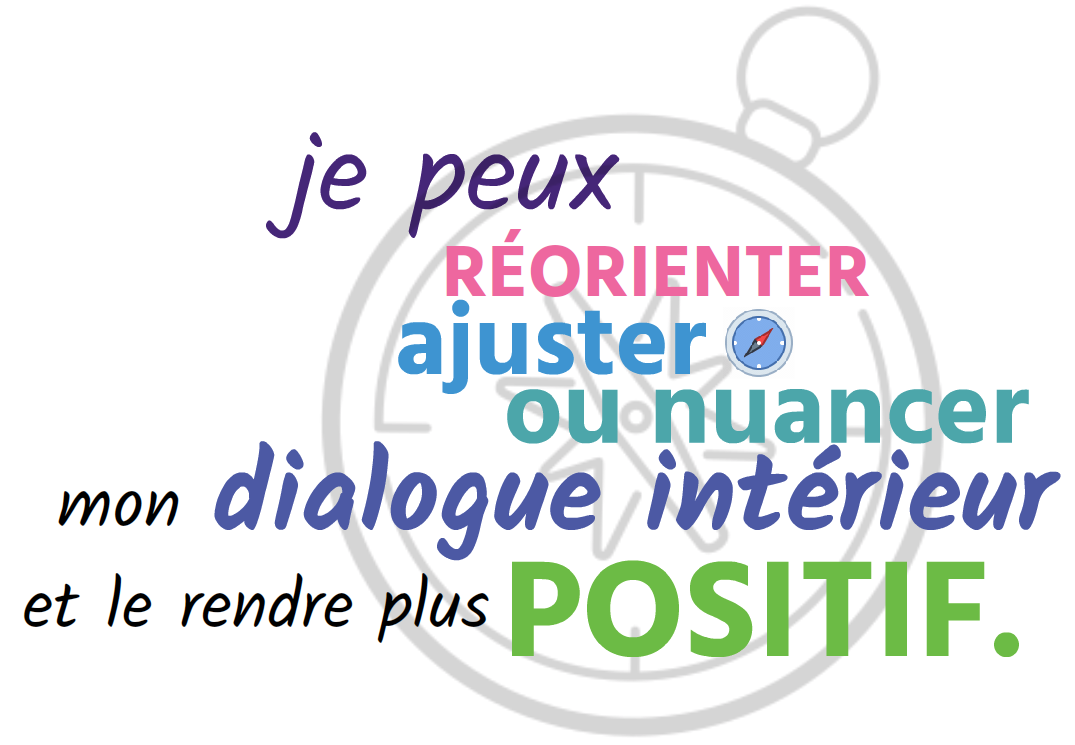 je peux
RÉORIENTER
ajuster
ou nuancer
mon dialogue intérieur
et le rendre plus POSITIF.